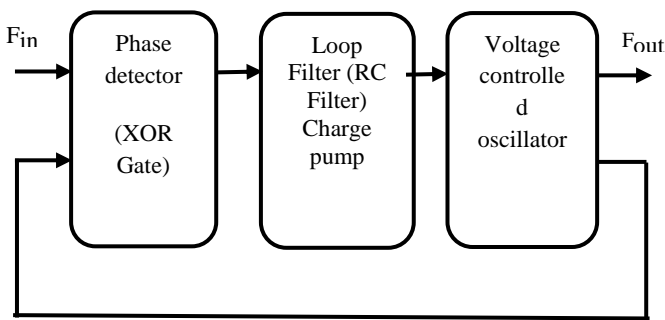 Fin
Phase
detector
(XOR
Gate)
Loop
Filter (RC
Filter)
Charge
pump
Voltage
controlle
d
oscillator
Fout